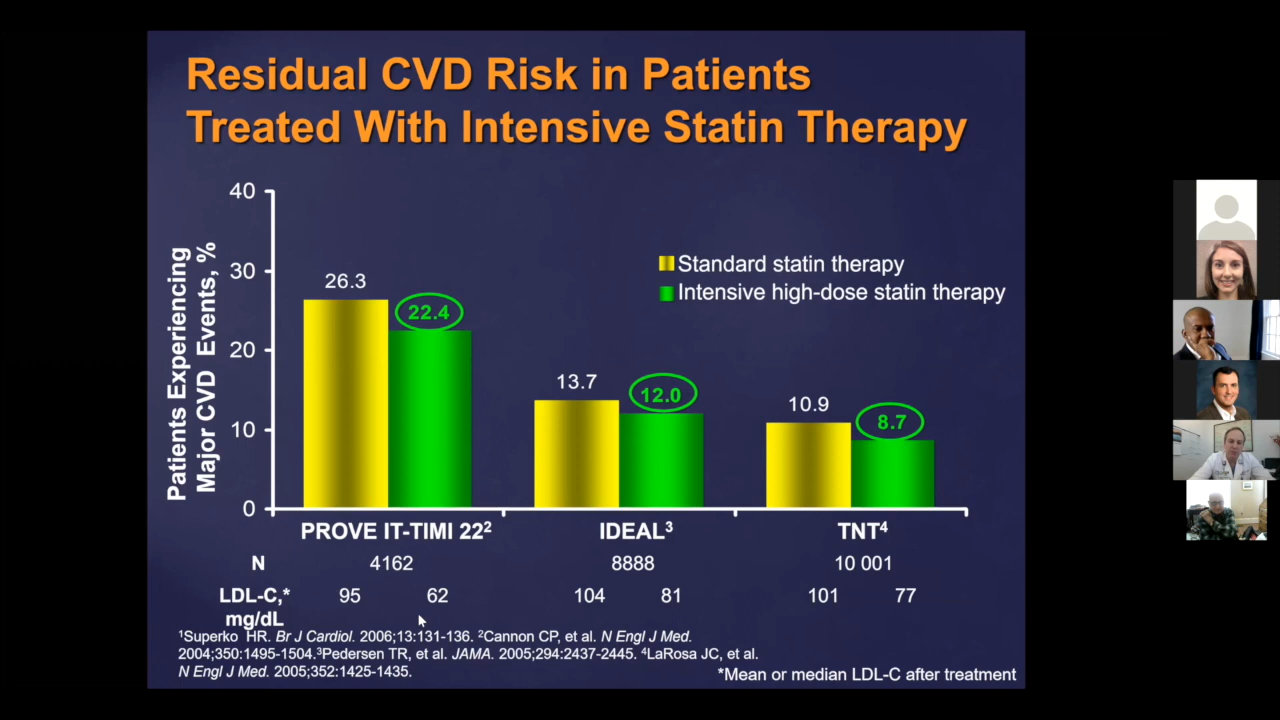 Residual CVD Risk in Patients
Treated With Intensive Statin Therapy
Patients Experiencing
Major CVD Events, %
40
30
20
10
0
Standard statin therapy
Intensive high-dose statin therapy
26.3
22.4
13.7
12.0
10.9
8.7
PROVE IT-TIMI 22²
IDEAL³
TNT⁴
N 4162 8888 10 001
LDL-C,* 95 62 104 81 101 77
mg/dL
¹Superko HR. Br J Cardiol. 2006;13:131-136. ²Cannon CP, et al. N Engl J Med.
2004;350:1495-1504.³Pedersen TR, et al. JAMA. 2005;294:2437-2445. ⁴LaRosa JC, et al.
N Engl J Med. 2005;352:1425-1435.
*Mean or median LDL-C after treatment